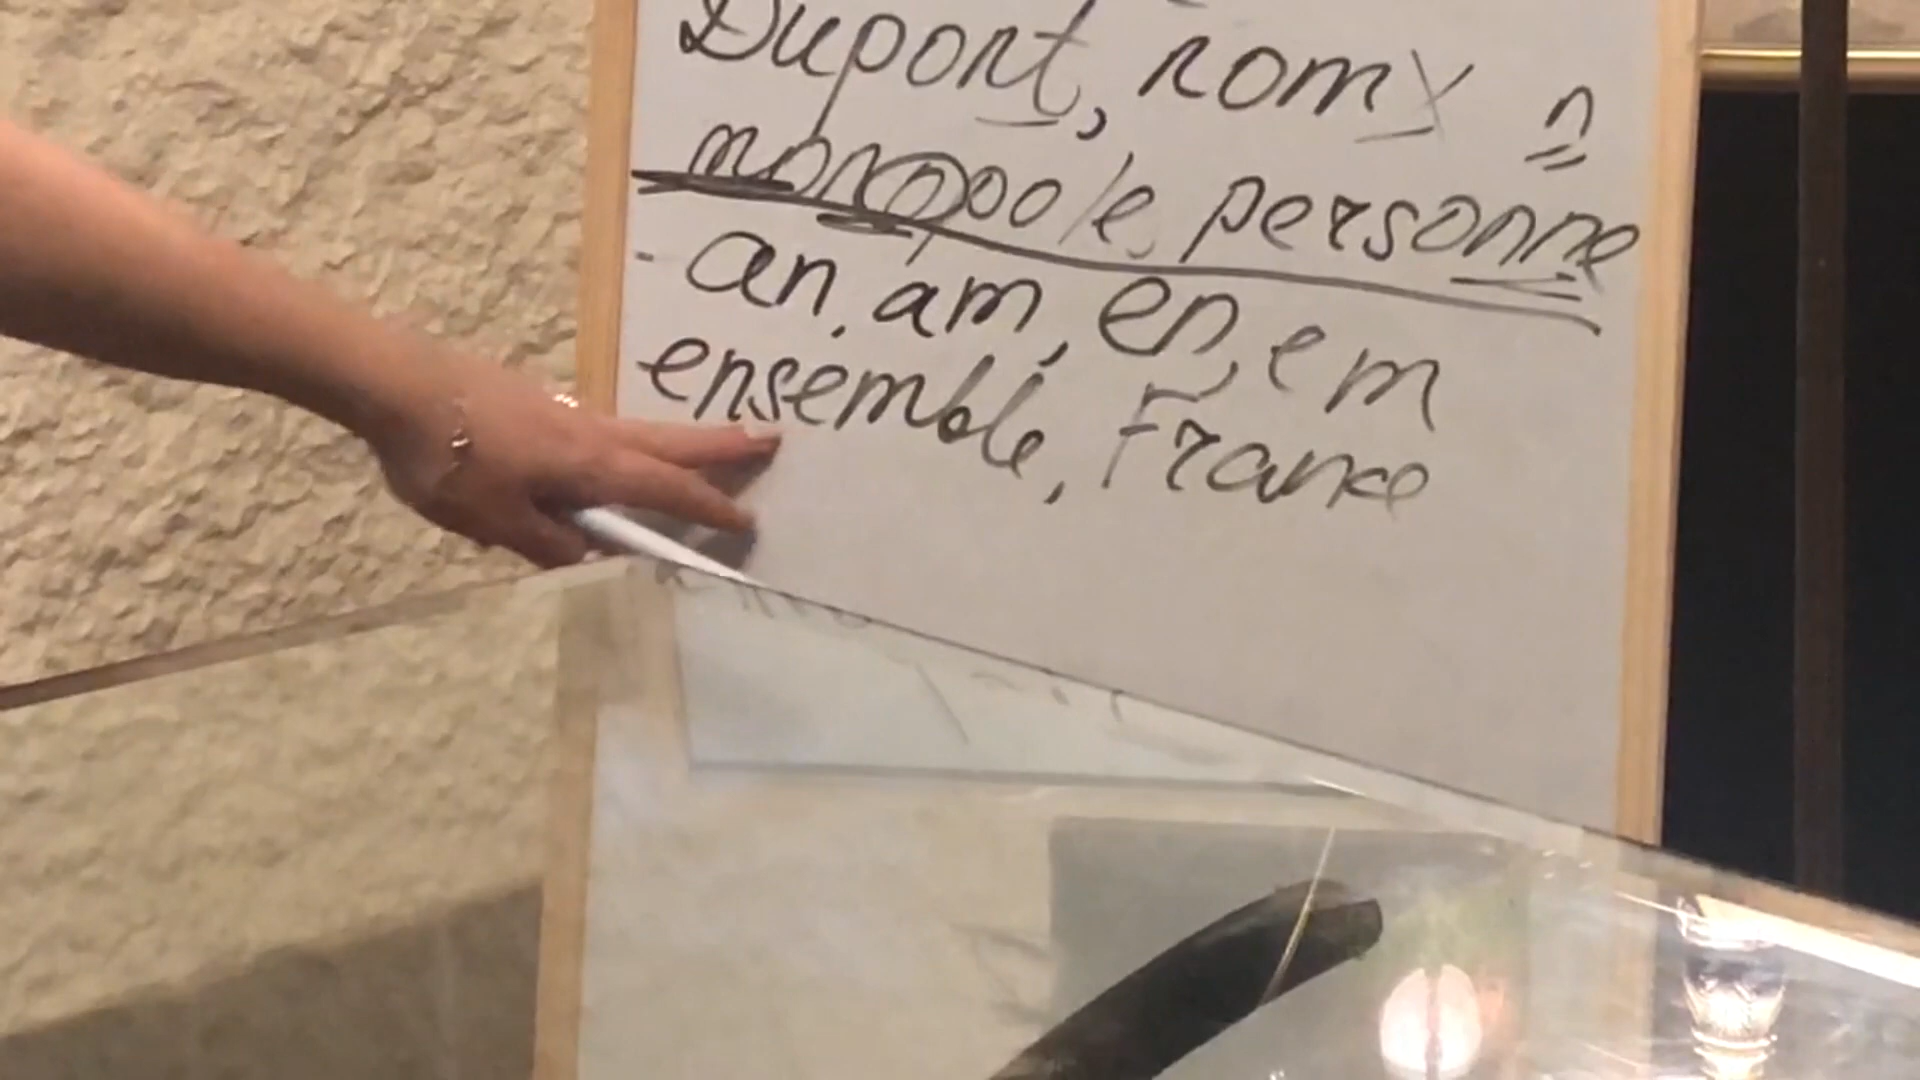 Dupont, nom
n
monopole, personne
- an, am, en, em
ensemble, France